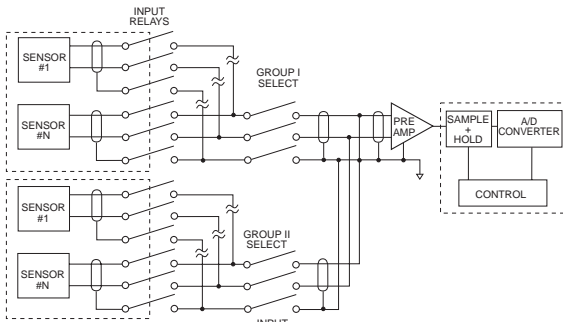 INPUT
RELAYS
SENSOR
#1
GROUP I
SELECT
SENSOR
#N
PRE
AMP
SAMPLE
+
HOLD
A/D
CONVERTER
CONTROL
SENSOR
#1
GROUP II
SELECT
SENSOR
#N
INPUT